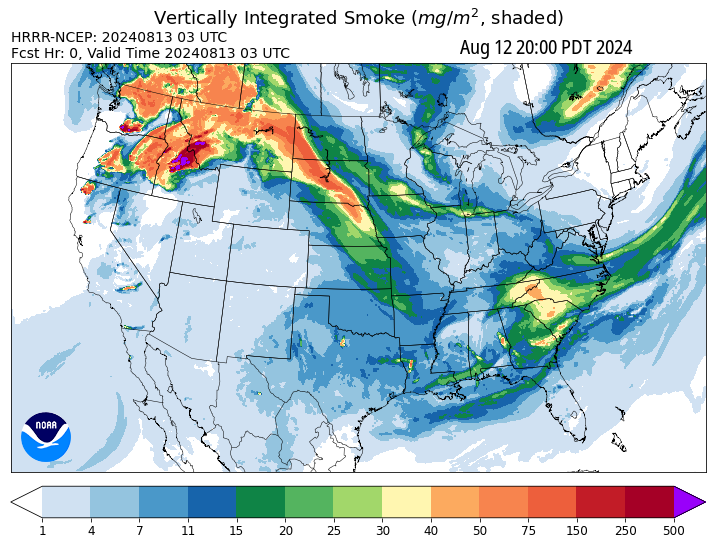 Vertically Integrated Smoke (mg/m², shaded)
HRRR-NCEP: 20240813 03 UTC
Fcst Hr: 0, Valid Time 20240813 03 UTC
Aug 12 20:00 PDT 2024
NOAA
1 4 7 11 15 20 25 30 40 50 75 150 250 500